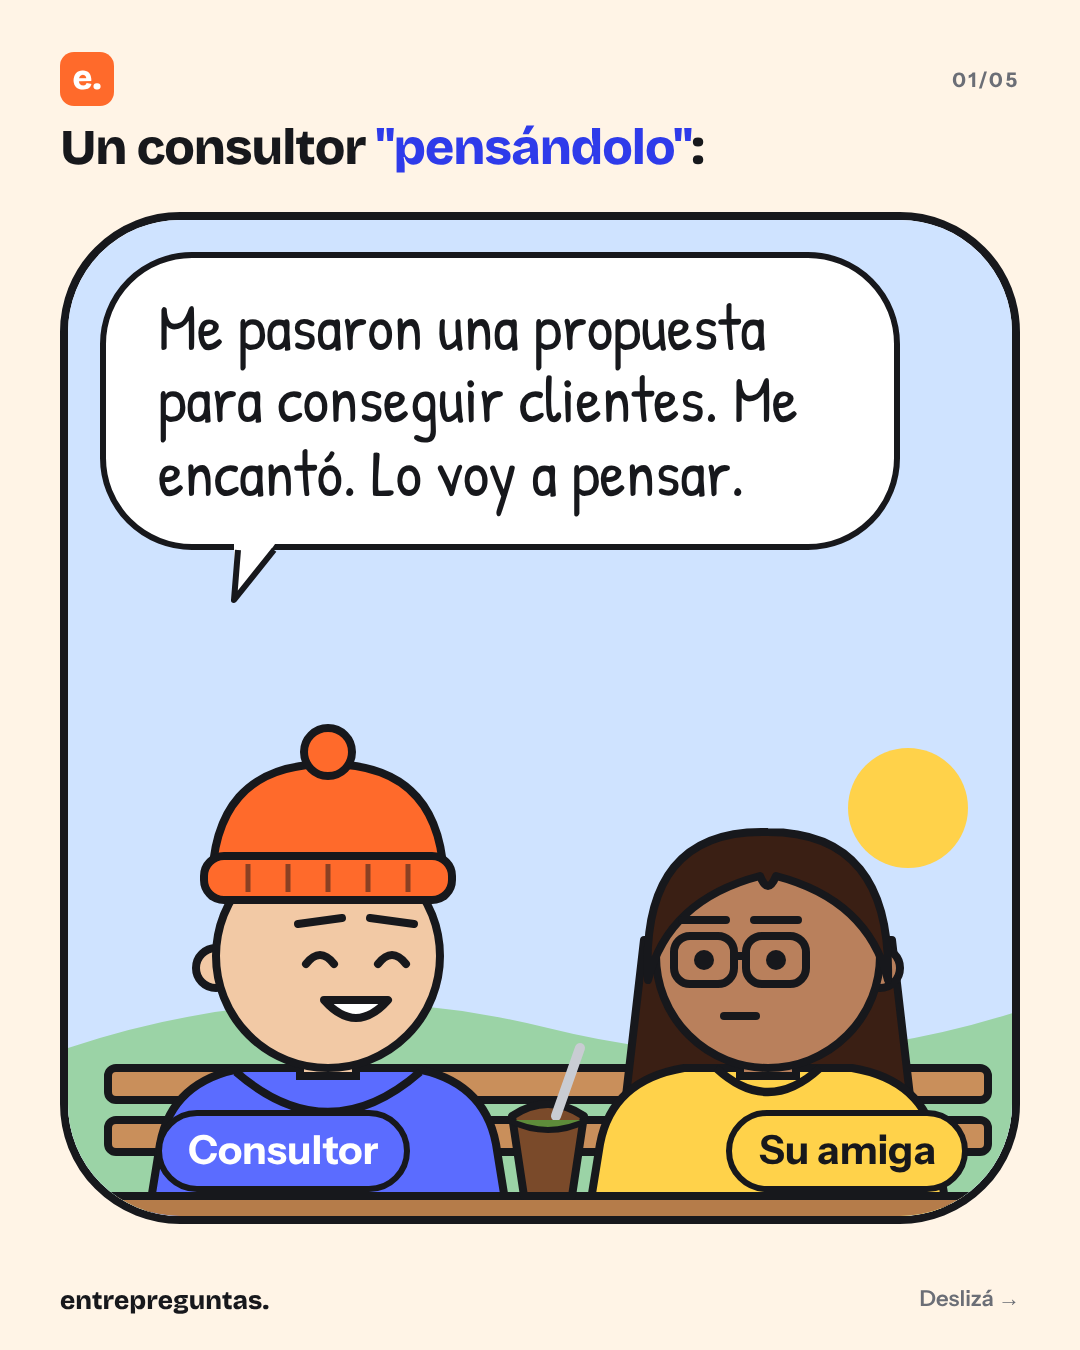 e.
01/05
Un consultor "pensándolo":
Me pasaron una propuesta
para conseguir clientes. Me
encantó. Lo voy a pensar.
Consultor
Su amiga
entrepreguntas.
Deslizá →